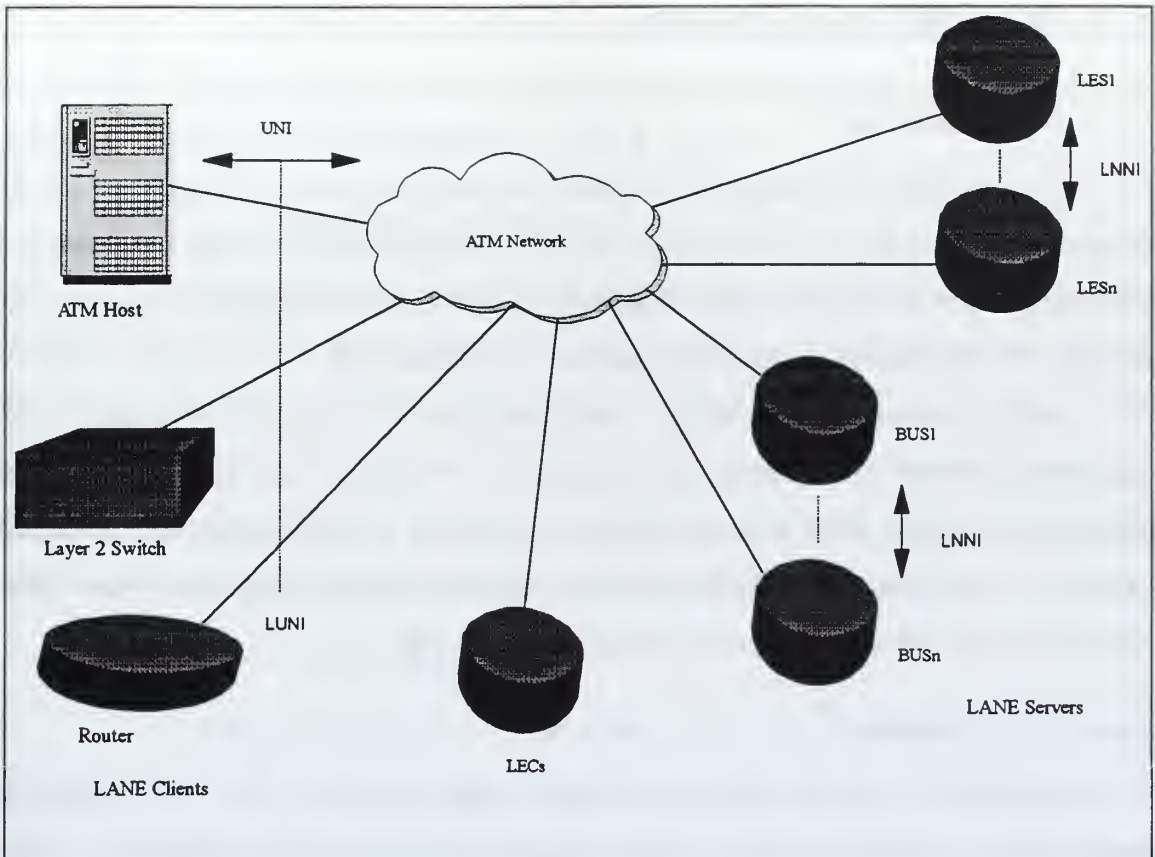 LES1
UNI
LNNI
ATM Network
LESn
ATM Host
BUS1
Layer 2 Switch
LNNI
LUNI
BUSn
LANE Servers
Router
LECs
LANE Clients